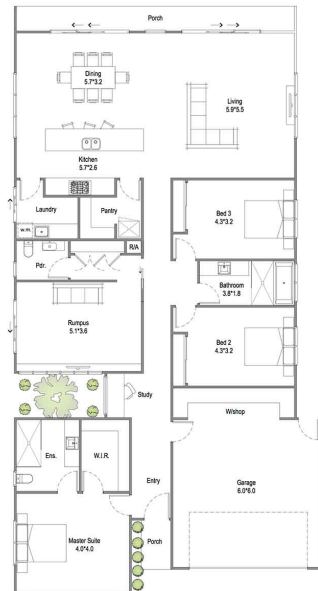 Porch
Dining
5.7*3.2
Living
5.9*5.5
Kitchen
5.7*2.6
Laundry
Pantry
W.M.
Bed 3
4.3*3.2
R/A
Pdr.
Bathroom
3.8*1.8
Rumpus
5.1*3.6
Bed 2
4.3*3.2
Study
W/shop
Ens.
W.I.R.
Entry
Garage
6.0*6.0
Master Suite
4.0*4.0
Porch